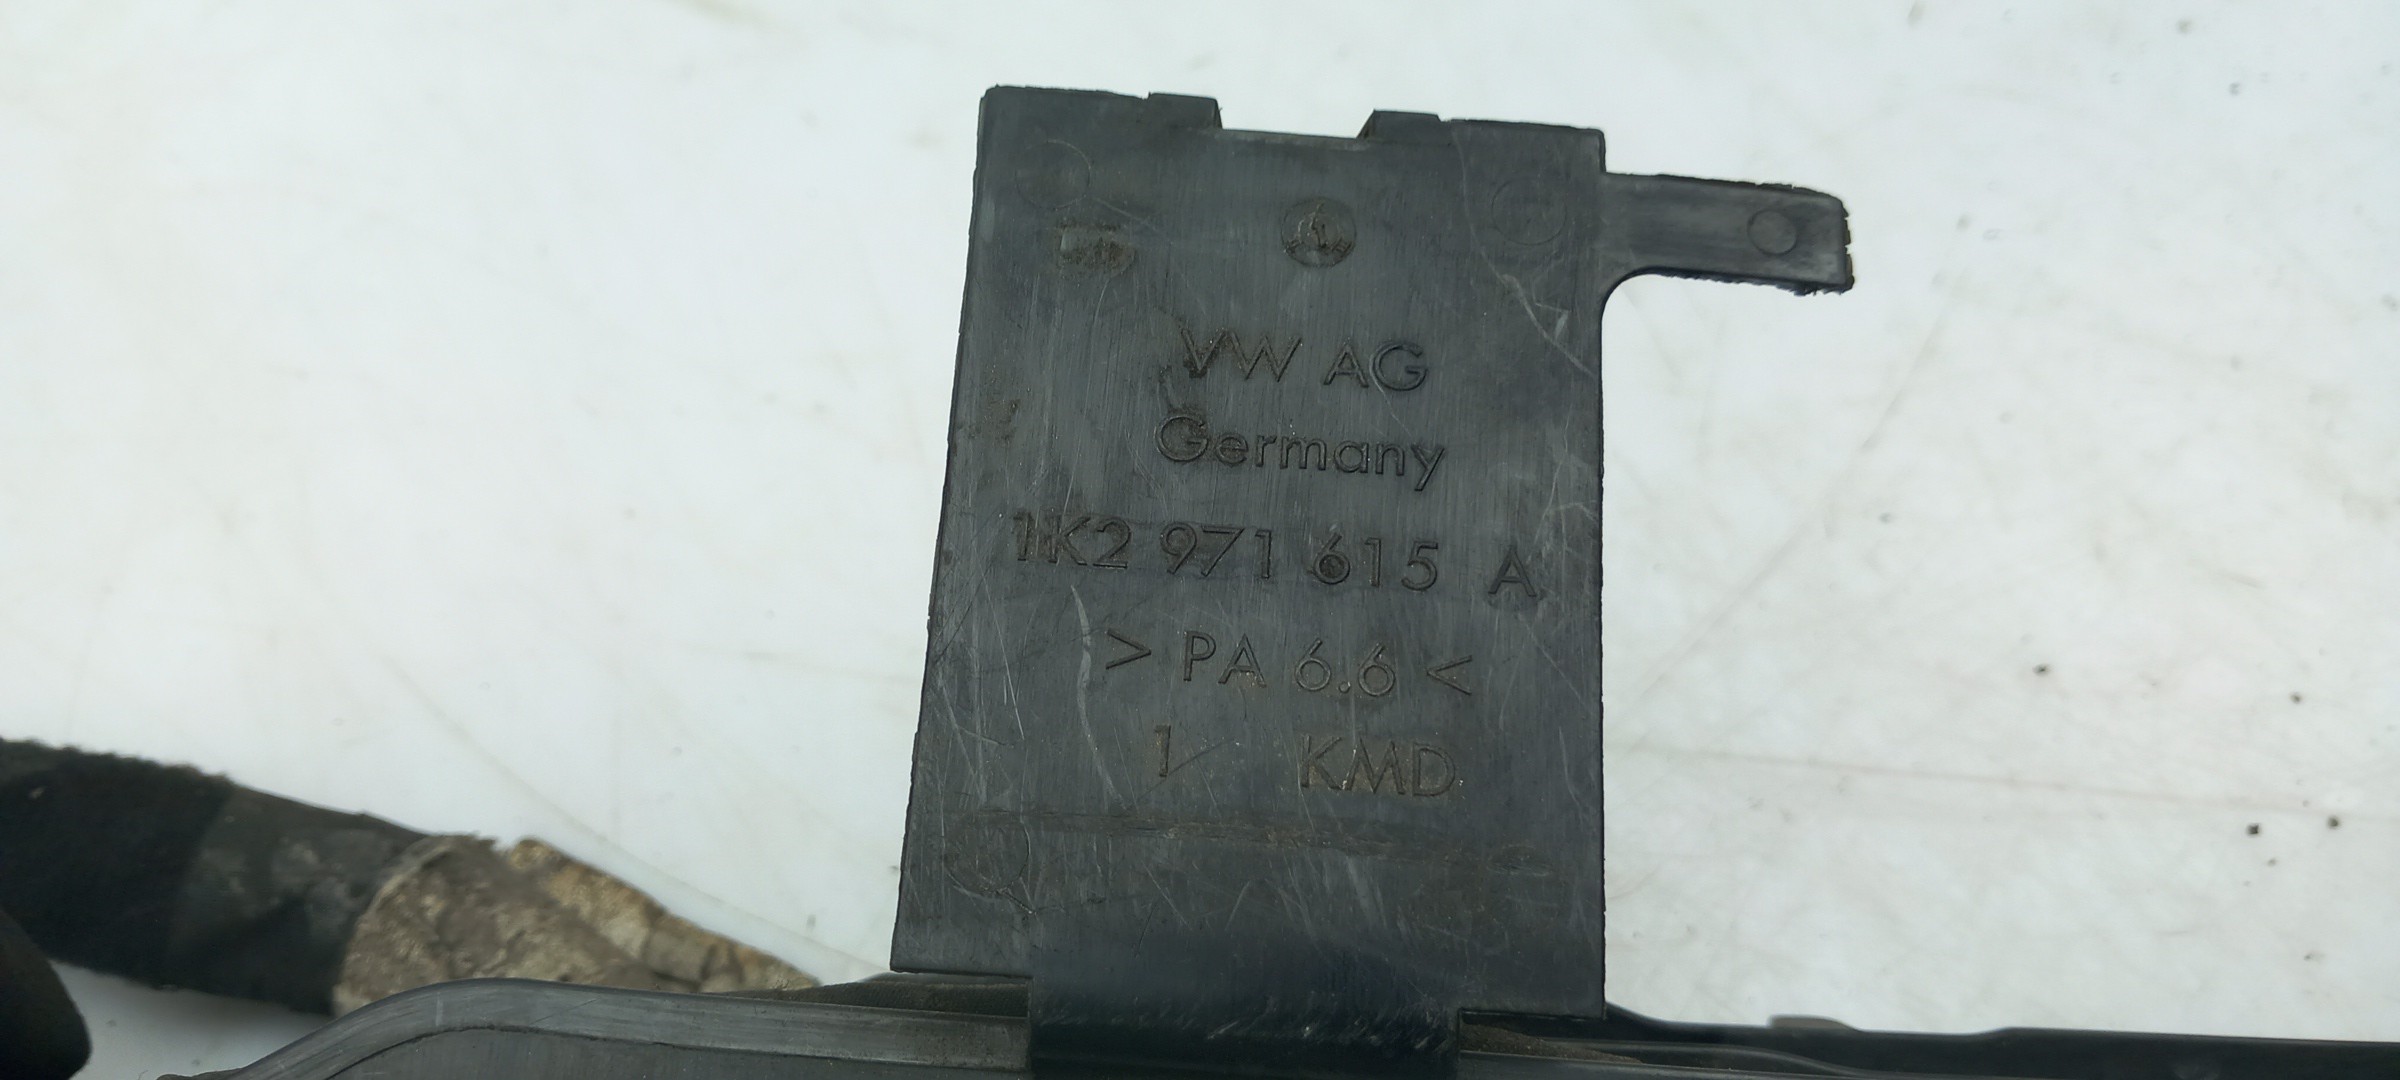 VW AG
Germany
1K2 971 615 A
> PA 6.6 <
1 KMD